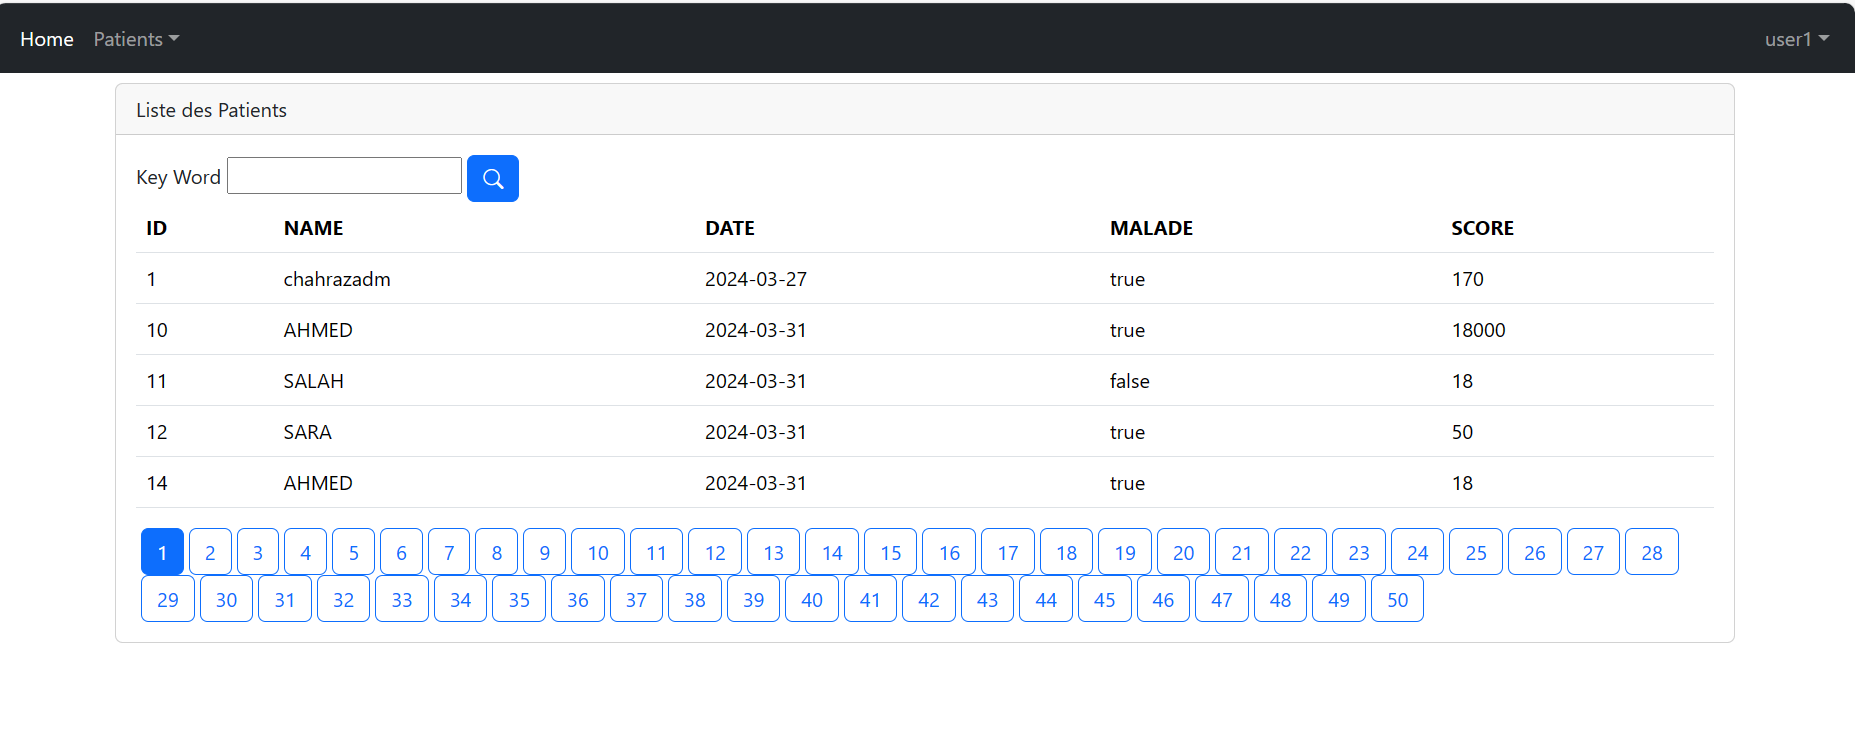 Home Patients user1
Liste des Patients
Key Word
ID NAME DATE MALADE SCORE
1 chahrazadm 2024-03-27 true 170
10 AHMED 2024-03-31 true 18000
11 SALAH 2024-03-31 false 18
12 SARA 2024-03-31 true 50
14 AHMED 2024-03-31 true 18
1 2 3 4 5 6 7 8 9 10 11 12 13 14 15 16 17 18 19 20 21 22 23 24 25 26 27 28
29 30 31 32 33 34 35 36 37 38 39 40 41 42 43 44 45 46 47 48 49 50